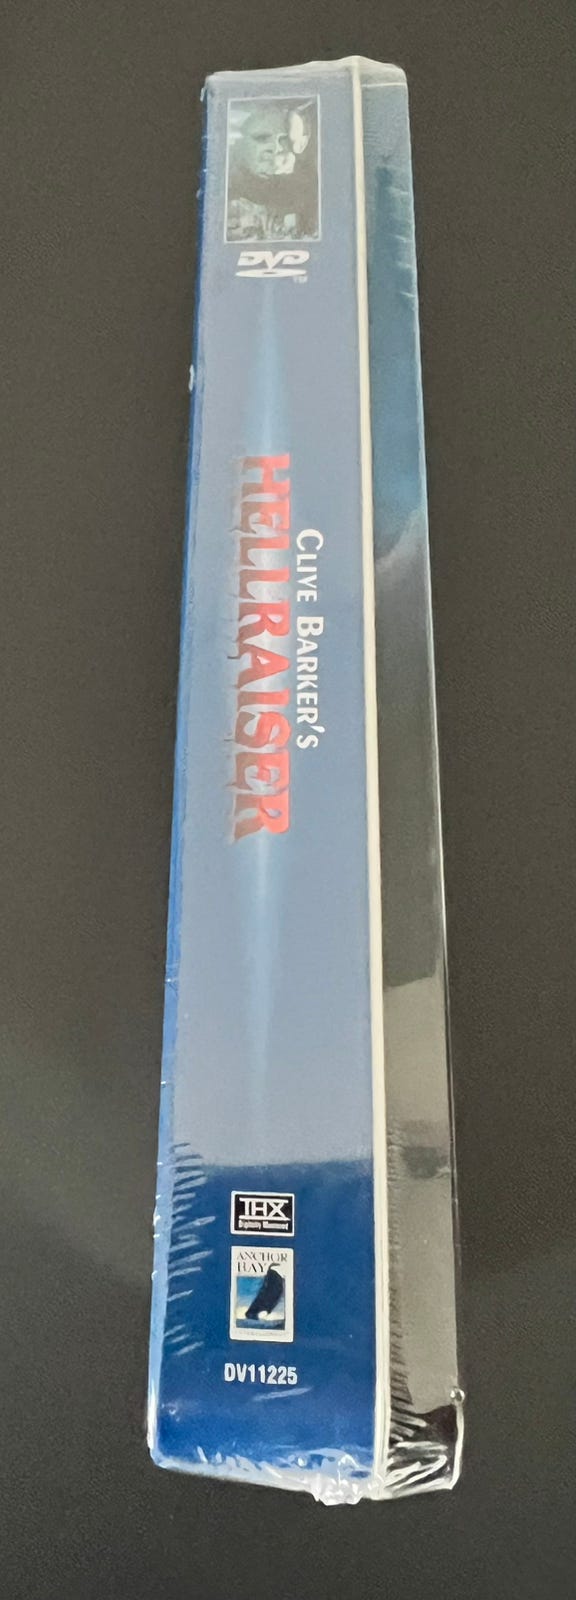 DVD
CLIVE BARKER'S
HELLRAISER
THX
Digitally Mastered
ANCHOR
BAY
DV11225